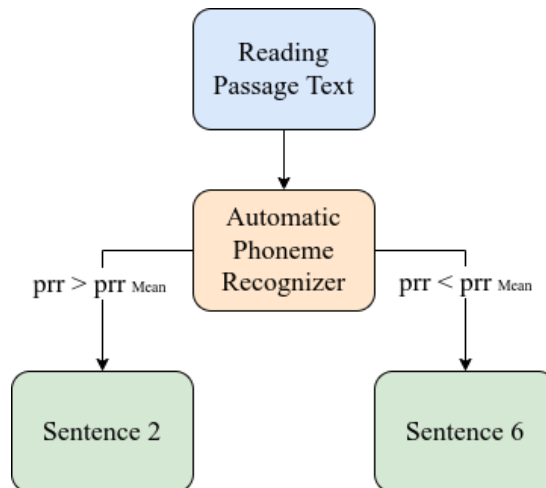 Reading
Passage Text
Automatic
Phoneme
Recognizer
prr > prr Mean
prr < prr Mean
Sentence 2
Sentence 6